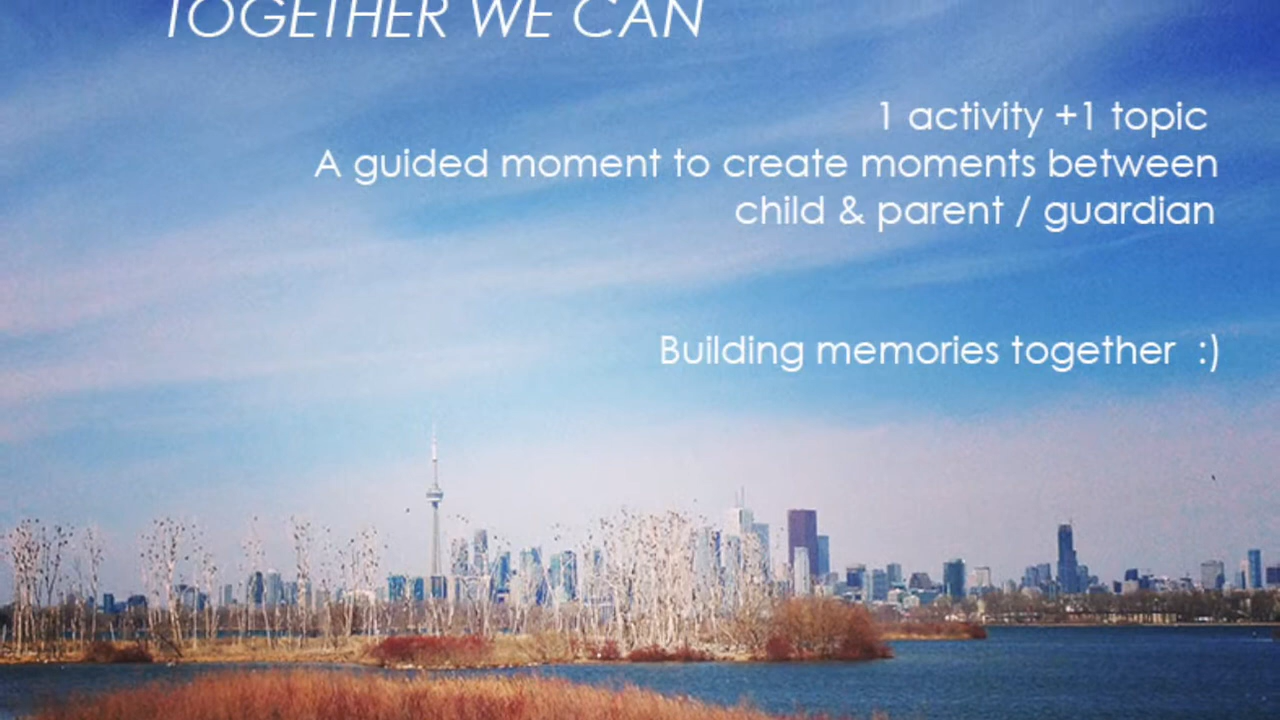 TOGETHER WE CAN
1 activity +1 topic
A guided moment to create moments between
child & parent / guardian
Building memories together :)